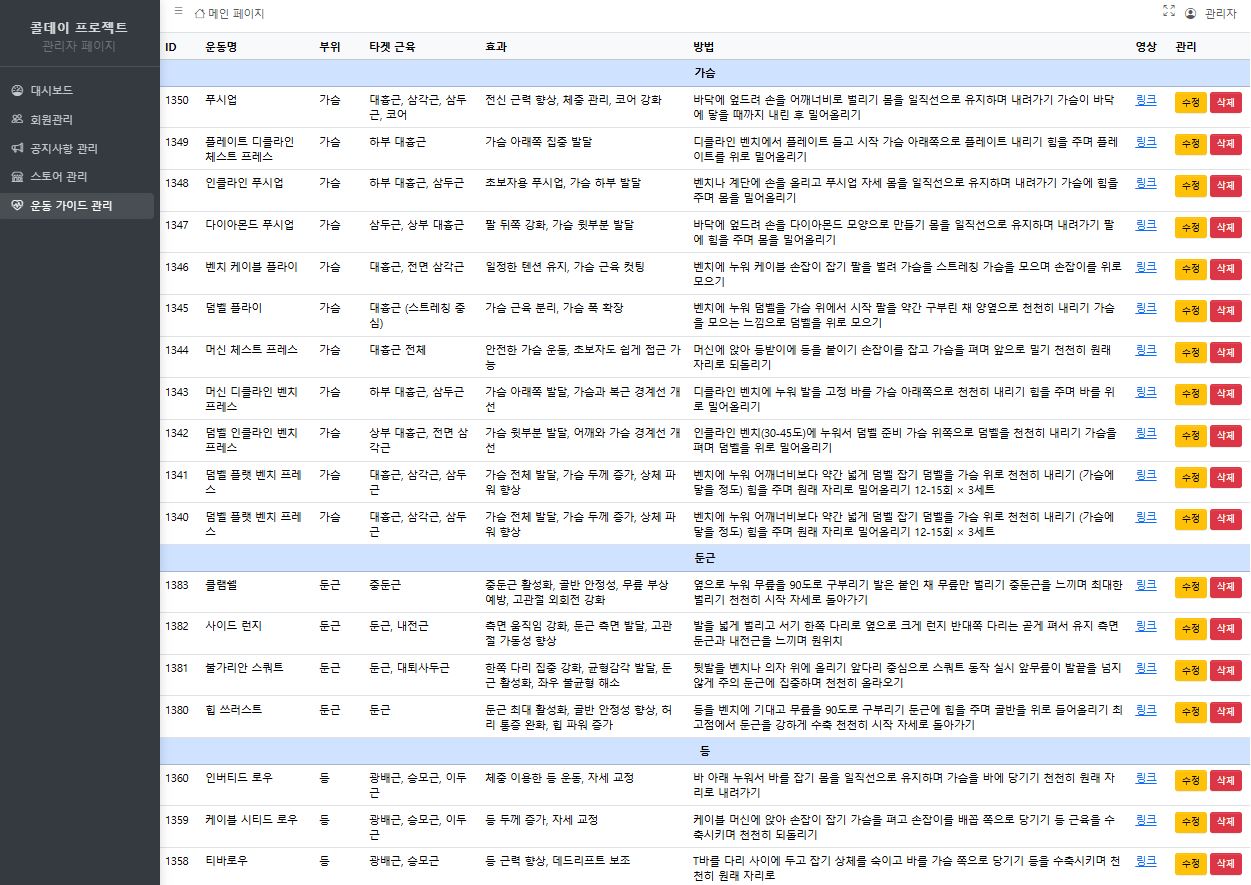 콜데이 프로젝트
관리자 페이지
대시보드
회원관리
공지사항 관리
스토어 관리
운동 가이드 관리
메인 페이지
관리자
ID 운동명 부위 타겟 근육 효과 방법 영상 관리
가슴
1350 푸시업 가슴 대흉근, 삼각근, 삼두 전신 근력 향상, 체중 관리, 코어 강화 바닥에 엎드려 손을 어깨너비로 벌리기 몸을 일직선으로 유지하며 내려가기 가슴이 바닥 링크 수정 삭제
근, 코어 에 닿을 때까지 내린 후 밀어올리기
1349 플레이트 디클라인 가슴 하부 대흉근 가슴 아래쪽 집중 발달 디클라인 벤치에서 플레이트 들고 시작 가슴 아래쪽으로 플레이트 내리기 힘을 주며 플레 링크 수정 삭제
체스트 프레스 이트를 위로 밀어올리기
1348 인클라인 푸시업 가슴 하부 대흉근, 삼두근 초보자용 푸시업, 가슴 하부 발달 벤치나 계단에 손을 올리고 푸시업 자세 몸을 일직선으로 유지하며 내려가기 가슴에 힘을 링크 수정 삭제
주며 몸을 밀어올리기
1347 다이아몬드 푸시업 가슴 삼두근, 상부 대흉근 팔 뒤쪽 강화, 가슴 윗부분 발달 바닥에 엎드려 손을 다이아몬드 모양으로 만들기 몸을 일직선으로 유지하며 내려가기 팔 링크 수정 삭제
에 힘을 주며 몸을 밀어올리기
1346 벤치 케이블 플라이 가슴 대흉근, 전면 삼각근 일정한 텐션 유지, 가슴 근육 컷팅 벤치에 누워 케이블 손잡이 잡기 팔을 벌려 가슴을 스트레칭 가슴을 모으며 손잡이를 위로 링크 수정 삭제
모으기
1345 덤벨 플라이 가슴 대흉근 (스트레칭 중 가슴 근육 분리, 가슴 폭 확장 벤치에 누워 덤벨을 가슴 위에서 시작 팔을 약간 구부린 채 양옆으로 천천히 내리기 가슴 링크 수정 삭제
심) 을 모으는 느낌으로 덤벨을 위로 모으기
1344 머신 체스트 프레스 가슴 대흉근 전체 안전한 가슴 운동, 초보자도 쉽게 접근 가 머신에 앉아 등받이에 등을 붙이기 손잡이를 잡고 가슴을 펴며 앞으로 밀기 천천히 원래 링크 수정 삭제
능 자리로 되돌리기
1343 머신 디클라인 벤치 가슴 하부 대흉근, 삼두근 가슴 아래쪽 발달, 가슴과 복근 경계선 개 디클라인 벤치에 누워 발을 고정 바를 가슴 아래쪽으로 천천히 내리기 힘을 주며 바를 위 링크 수정 삭제
프레스 선 로 밀어올리기
1342 덤벨 인클라인 벤치 가슴 상부 대흉근, 전면 삼 가슴 윗부분 발달, 어깨와 가슴 경계선 개 인클라인 벤치(30-45도)에 누워서 덤벨 준비 가슴 위쪽으로 덤벨을 천천히 내리기 가슴을 링크 수정 삭제
프레스 각근 선 펴며 덤벨을 위로 밀어올리기
1341 덤벨 플랫 벤치 프레 가슴 대흉근, 삼각근, 삼두 가슴 전체 발달, 가슴 두께 증가, 상체 파 벤치에 누워 어깨너비보다 약간 넓게 덤벨 잡기 덤벨을 가슴 위로 천천히 내리기 (가슴에 링크 수정 삭제
스 근 워 향상 닿을 정도) 힘을 주며 원래 자리로 밀어올리기 12-15회 × 3세트
1340 덤벨 플랫 벤치 프레 가슴 대흉근, 삼각근, 삼두 가슴 전체 발달, 가슴 두께 증가, 상체 파 벤치에 누워 어깨너비보다 약간 넓게 덤벨 잡기 덤벨을 가슴 위로 천천히 내리기 (가슴에 링크 수정 삭제
스 근 워 향상 닿을 정도) 힘을 주며 원래 자리로 밀어올리기 12-15회 × 3세트
둔근
1383 클램쉘 둔근 중둔근 중둔근 활성화, 골반 안정성, 무릎 부상 옆으로 누워 무릎을 90도로 구부리기 발은 붙인 채 무릎만 벌리기 중둔근을 느끼며 최대한 링크 수정 삭제
예방, 고관절 외회전 강화 벌리기 천천히 시작 자세로 돌아가기
1382 사이드 런지 둔근 둔근, 내전근 측면 움직임 강화, 둔근 측면 발달, 고관 발을 넓게 벌리고 서기 한쪽 다리로 옆으로 크게 런지 반대쪽 다리는 곧게 펴서 유지 측면 링크 수정 삭제
절 가동성 향상 둔근과 내전근을 느끼며 원위치
1381 불가리안 스쿼트 둔근 둔근, 대퇴사두근 한쪽 다리 집중 강화, 균형감각 발달, 둔 뒷발을 벤치나 의자 위에 올리기 앞다리 중심으로 스쿼트 동작 실시 앞무릎이 발끝을 넘지 링크 수정 삭제
근 활성화, 좌우 불균형 해소 않게 주의 둔근에 집중하며 천천히 올라오기
1380 힙 쓰러스트 둔근 둔근 둔근 최대 활성화, 골반 안정성 향상, 허 등을 벤치에 기대고 무릎을 90도로 구부리기 둔근에 힘을 주며 골반을 위로 들어올리기 최 링크 수정 삭제
리 통증 완화, 힙 파워 증가 고점에서 둔근을 강하게 수축 천천히 시작 자세로 돌아가기
등
1360 인버티드 로우 등 광배근, 승모근, 이두 체중 이용한 등 운동, 자세 교정 바 아래 누워서 바를 잡기 몸을 일직선으로 유지하며 가슴을 바에 당기기 천천히 원래 자 링크 수정 삭제
근 리로 내려가기
1359 케이블 시티드 로우 등 광배근, 승모근, 이두 등 두께 증가, 자세 교정 케이블 머신에 앉아 손잡이 잡기 가슴을 펴고 손잡이를 배꼽 쪽으로 당기기 등 근육을 수 링크 수정 삭제
근 축시키며 천천히 되돌리기
1358 티바로우 등 광배근, 승모근 등 근력 향상, 데드리프트 보조 T바를 다리 사이에 두고 잡기 상체를 숙이고 바를 가슴 쪽으로 당기기 등을 수축시키며 천 링크 수정 삭제
천히 원래 자리로